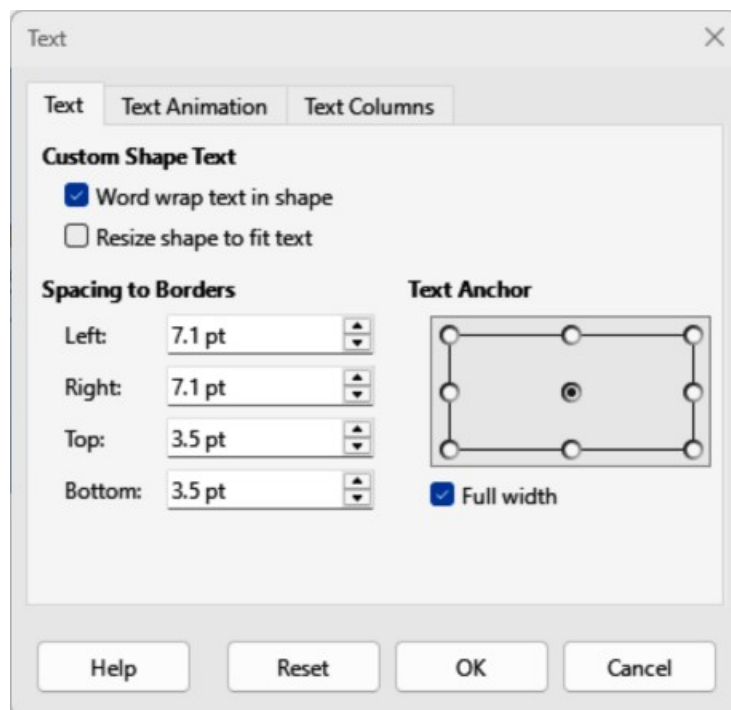 Text
Text Text Animation Text Columns
Custom Shape Text
Word wrap text in shape
Resize shape to fit text
Spacing to Borders Text Anchor
Left: 7.1 pt
Right: 7.1 pt
Top: 3.5 pt
Bottom: 3.5 pt Full width
Help Reset OK Cancel